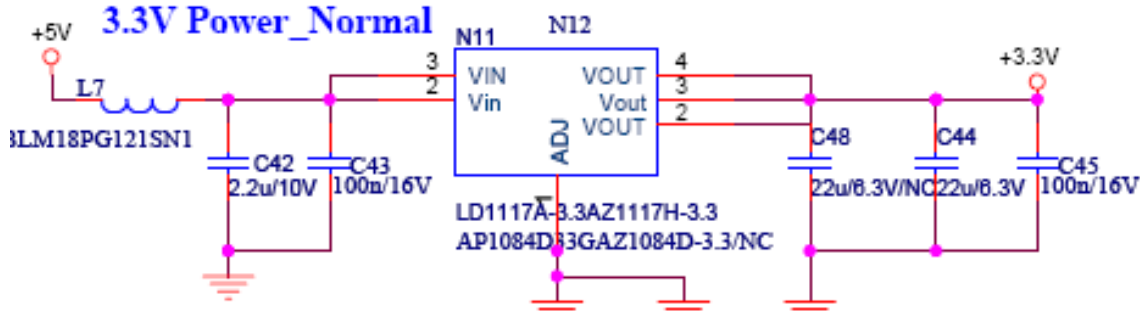 3.3V Power_Normal
+5V
L7
BLM18PG121SN1
C42
2.2u/10V
C43
100n/16V
N11
N12
3
2
VIN
Vin
ADJ
1
VOUT
Vout
VOUT
4
3
2
LD1117A-3.3AZ1117H-3.3
AP1084D33GAZ1084D-3.3/NC
+3.3V
C48
22u/6.3V/NC
C44
22u/6.3V
C45
100n/16V